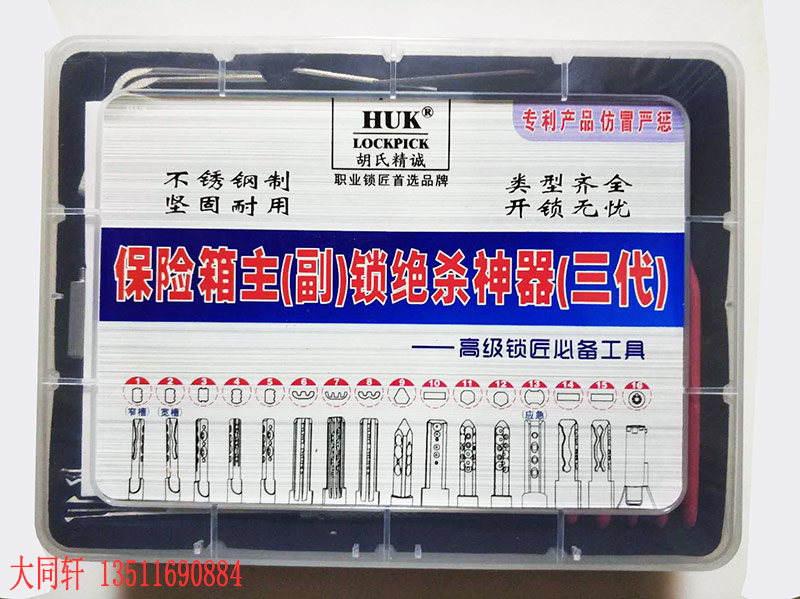 HUK®
LOCKPICK
胡氏精诚
职业锁匠首选品牌
专利产品 仿冒严惩
不锈钢制
坚固耐用
类型齐全
开锁无忧
保险箱主(副)锁绝杀神器(三代)
——高级锁匠必备工具
1 2 3 4 5 6 7 8 9 10 11 12 13 14 15 16
窄槽 宽槽 应急
大同轩 13511690884